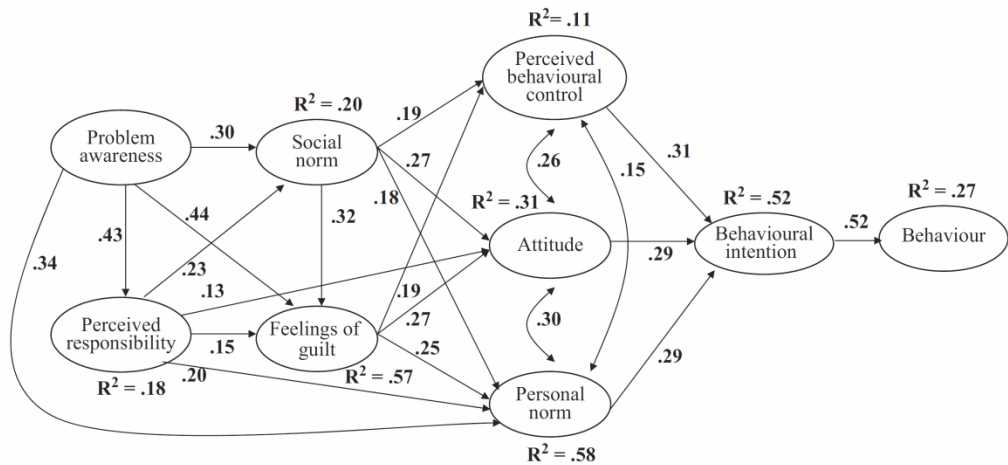 R² = .11
Perceived
behavioural
control
R² = .20
.19
Problem
awareness
.30
Social
norm
.27
.26
.15
.31
.18
R² = .31
R² = .52
R² = .27
.44
.32
Attitude
Behavioural
intention
.52
Behaviour
.43
.29
.34
.23
.13
.19
Perceived
responsibility
Feelings of
guilt
.27
.30
.15
.25
.29
R² = .18
.20
R² = .57
Personal
norm
R² = .58